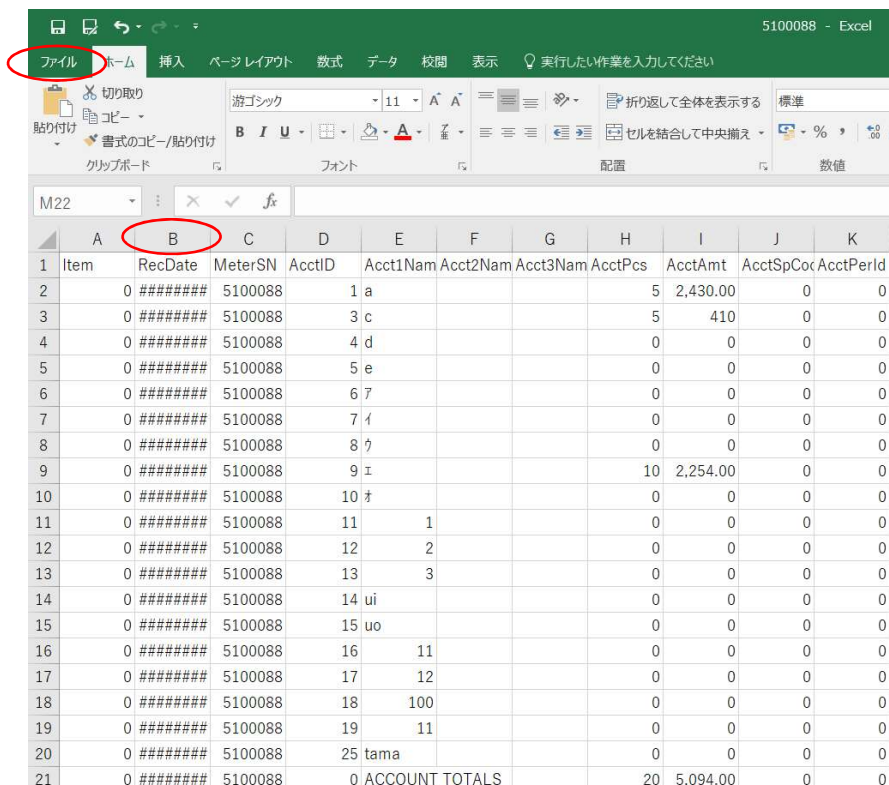 5100088 - Excel
ファイル ホーム 挿入 ページ レイアウト 数式 データ 校閲 表示 実行したい作業を入力してください
貼り付け
切り取り
コピー
書式のコピー/貼り付け
クリップボード
游ゴシック 11 A A
B I U A
フォント
折り返して全体を表示する
セルを結合して中央揃え
配置
標準
% ,
数値
M22 fx
A B C D E F G H I J K
1 Item RecDate MeterSN AcctID Acct1Nam Acct2Nam Acct3Nam AcctPcs AcctAmt AcctSpCoc AcctPerId
2 0 ######## 5100088 1 a 5 2,430.00 0 0
3 0 ######## 5100088 3 c 5 410 0 0
4 0 ######## 5100088 4 d 0 0 0 0
5 0 ######## 5100088 5 e 0 0 0 0
6 0 ######## 5100088 6 ア 0 0 0 0
7 0 ######## 5100088 7 イ 0 0 0 0
8 0 ######## 5100088 8 ウ 0 0 0 0
9 0 ######## 5100088 9 エ 10 2,254.00 0 0
10 0 ######## 5100088 10 オ 0 0 0 0
11 0 ######## 5100088 11 1 0 0 0 0
12 0 ######## 5100088 12 2 0 0 0 0
13 0 ######## 5100088 13 3 0 0 0 0
14 0 ######## 5100088 14 ui 0 0 0 0
15 0 ######## 5100088 15 uo 0 0 0 0
16 0 ######## 5100088 16 11 0 0 0 0
17 0 ######## 5100088 17 12 0 0 0 0
18 0 ######## 5100088 18 100 0 0 0 0
19 0 ######## 5100088 19 11 0 0 0 0
20 0 ######## 5100088 25 tama 0 0 0 0
21 0 ######## 5100088 0 ACCOUNT TOTALS 20 5,094.00 0 0